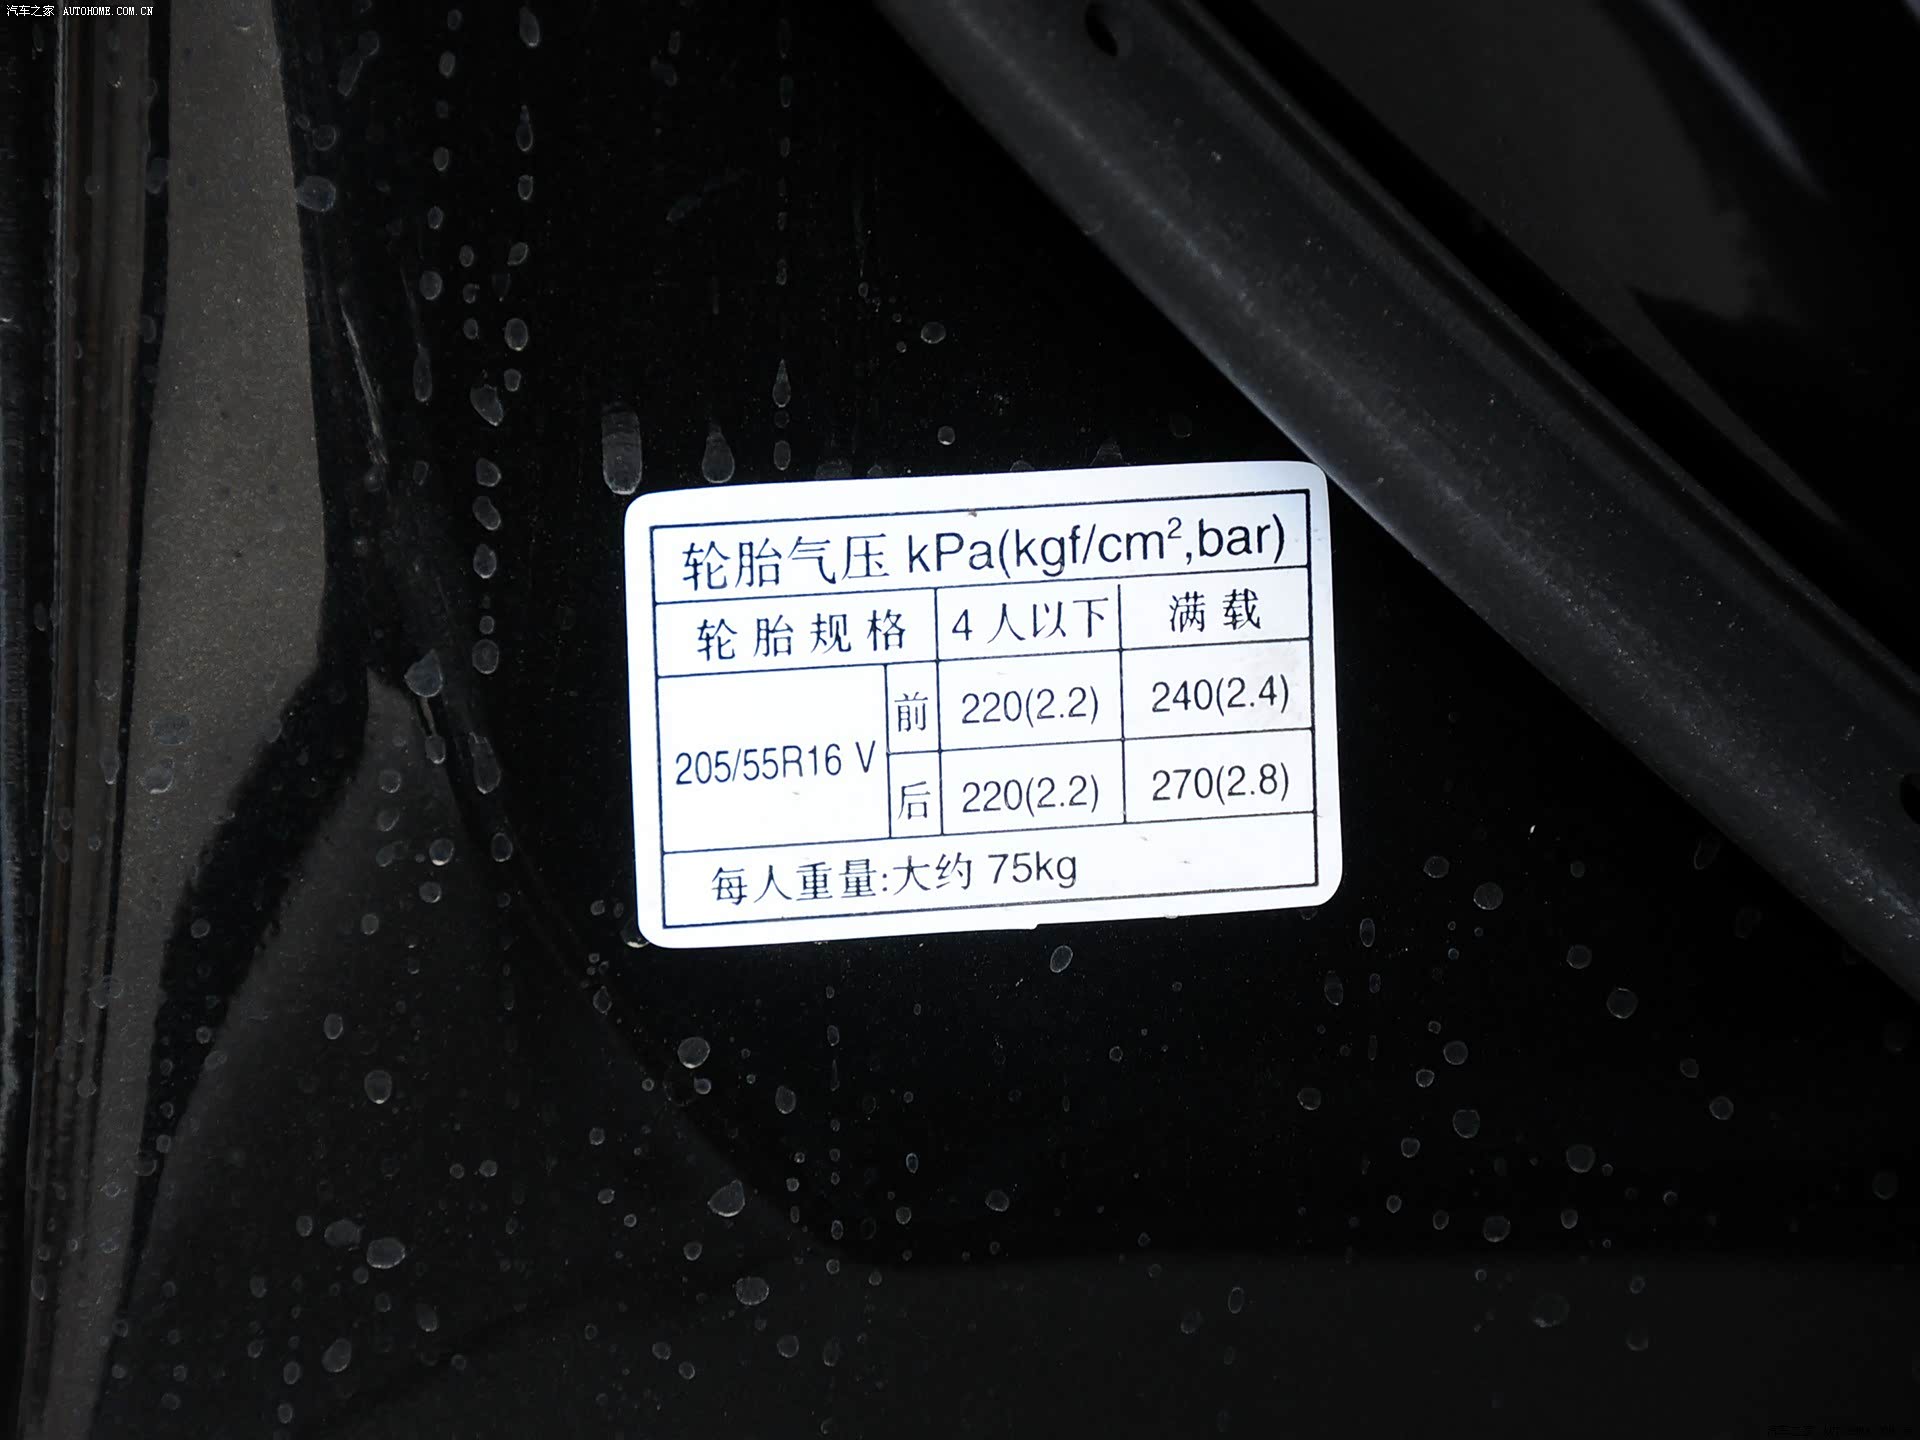 汽车之家 AUTOHOME.COM.CN
轮胎气压 kPa(kgf/cm²,bar)
轮胎规格 4人以下 满载
205/55R16 V 前 220(2.2) 240(2.4)
后 220(2.2) 270(2.8)
每人重量:大约 75kg